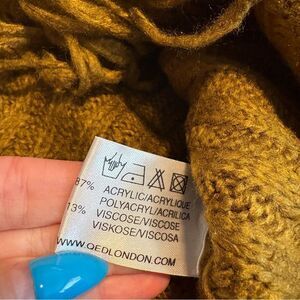 87% ACRYLIC/ACRYLIQUE
POLYACRYL/ACRILICA
13% VISCOSE/VISCOSE
VISKOSE/VISCOSA
WWW.QEDLONDON.COM